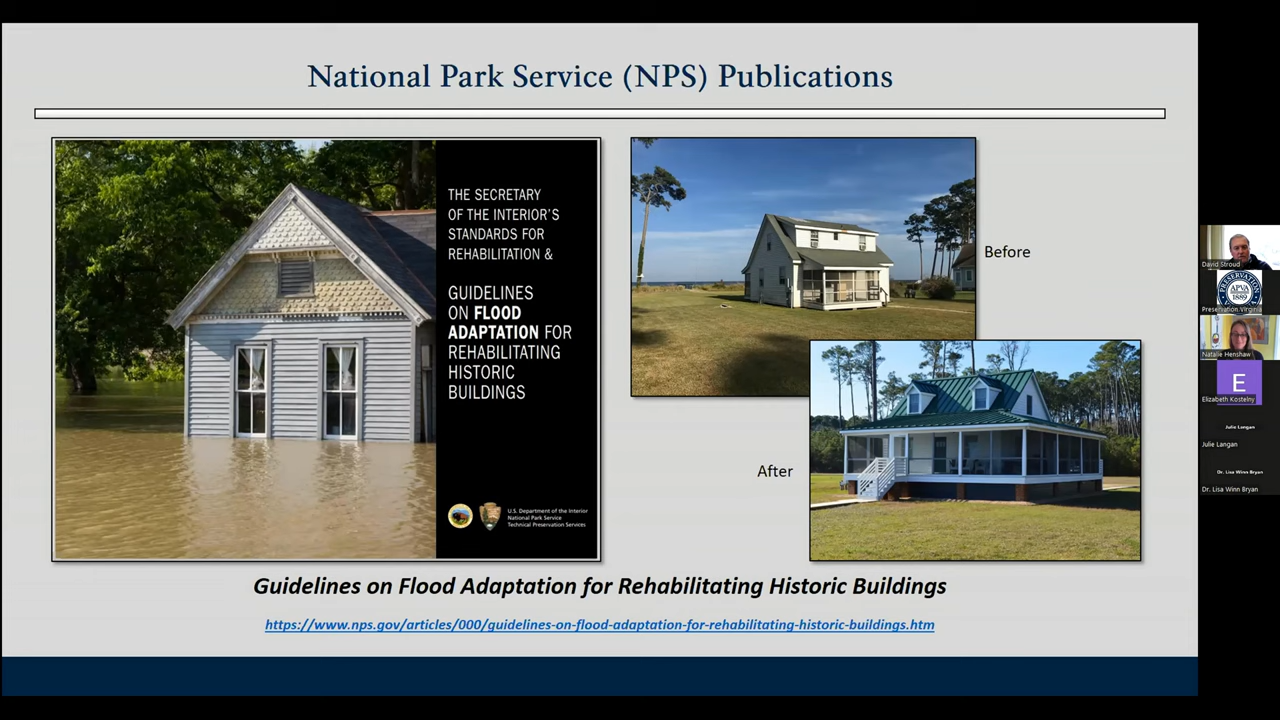 National Park Service (NPS) Publications
THE SECRETARY
OF THE INTERIOR'S
STANDARDS FOR
REHABILITATION &
GUIDELINES
ON FLOOD
ADAPTATION FOR
REHABILITATING
HISTORIC
BUILDINGS
U.S. Department of the Interior
National Park Service
Technical Preservation Services
Before
After
Guidelines on Flood Adaptation for Rehabilitating Historic Buildings
https://www.nps.gov/articles/000/guidelines-on-flood-adaptation-for-rehabilitating-historic-buildings.htm
David Stroud
PRESERVATION
APVA
1889
VIRGINIA
Preservation Virginia
Natalie Henshaw
E
Elizabeth Kostelny
Julie Langan
Julie Langan
Dr. Lisa Winn Bryan
Dr. Lisa Winn Bryan